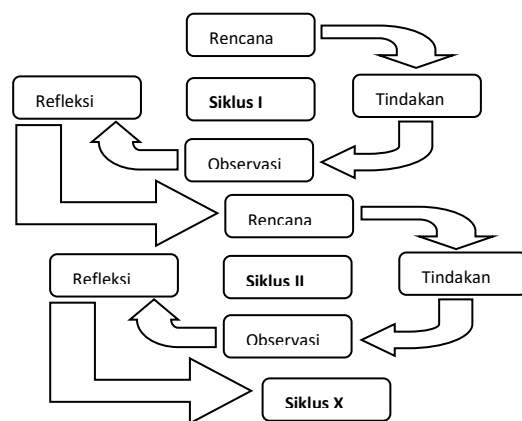 Rencana
Refleksi
Siklus I
Tindakan
Observasi
Rencana
Refleksi
Siklus II
Tindakan
Observasi
Siklus X